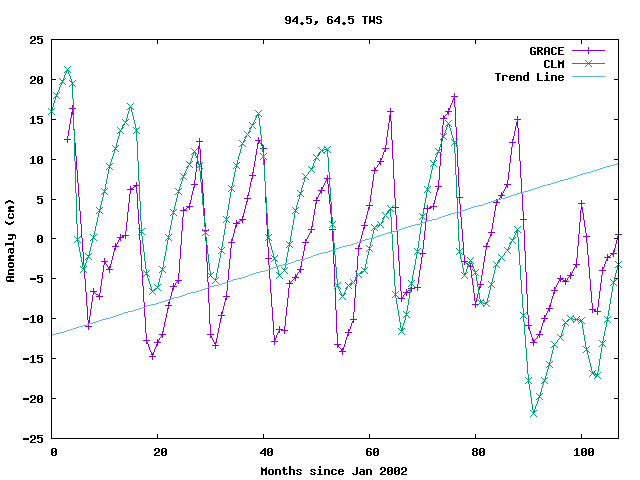 94.5, 64.5 TWS
GRACE
CLM
Trend Line
25
20
15
10
5
0
-5
-10
-15
-20
-25
Anomaly (cm)
0 20 40 60 80 100
Months since Jan 2002